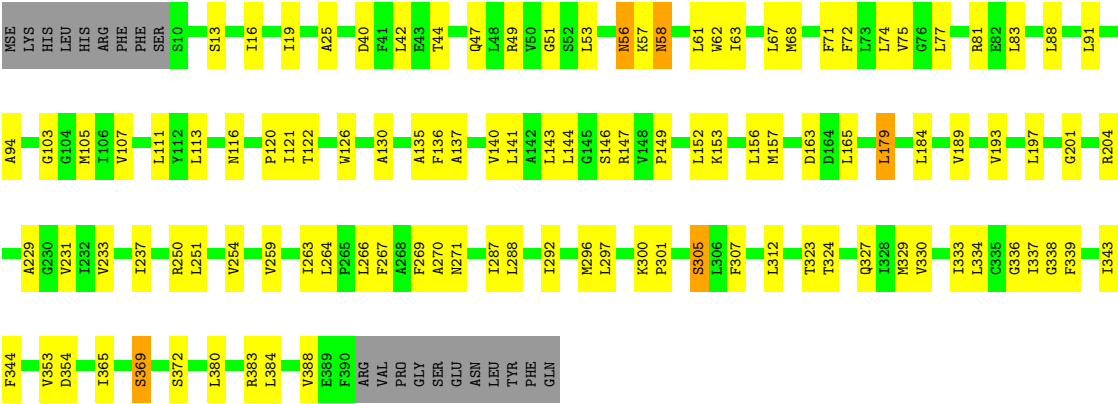 MSE LYS HIS LEU HIS ARG PHE PHE SER S10 S13 I16 I19 A25 D40 F41 L42 E43 T44 Q47 L48 R49 V50 G51 S52 L53 N56 K57 N58 L61 W62 I63 L67 M68 F71 F72 L73 L74 V75 G76 L77 R81 E82 L83 L88 L91
A94 G103 G104 M105 I106 V107 L111 Y112 L113 N116 P120 I121 T122 W126 A130 A135 F136 A137 V140 L141 A142 L143 L144 G145 S146 R147 V148 P149 L152 K153 L156 M157 D163 D164 L165 L179 L184 V189 V193 L197 G201 R204
A229 G230 V231 I232 V233 I237 R250 L251 V254 V259 I263 L264 P265 L266 F267 A268 F269 A270 N271 I287 L288 I292 M296 L297 K300 P301 S305 L306 F307 L312 T323 T324 Q327 I328 M329 V330 I333 L334 C335 G336 I337 G338 F339 I343
F344 V353 D354 I365 S369 S372 L380 R383 L384 V388 E389 F390 ARG VAL PRO GLY SER GLU ASN LEU TYR PHE GLN